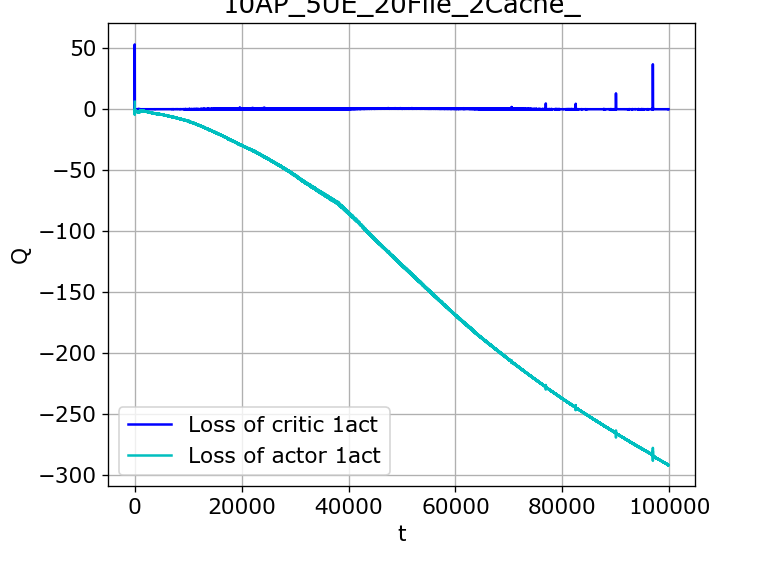 10AP_5UE_20File_2Cache_
50
0
−50
−100
−150
−200
−250
−300
Q
Loss of critic 1act
Loss of actor 1act
0 20000 40000 60000 80000 100000
t